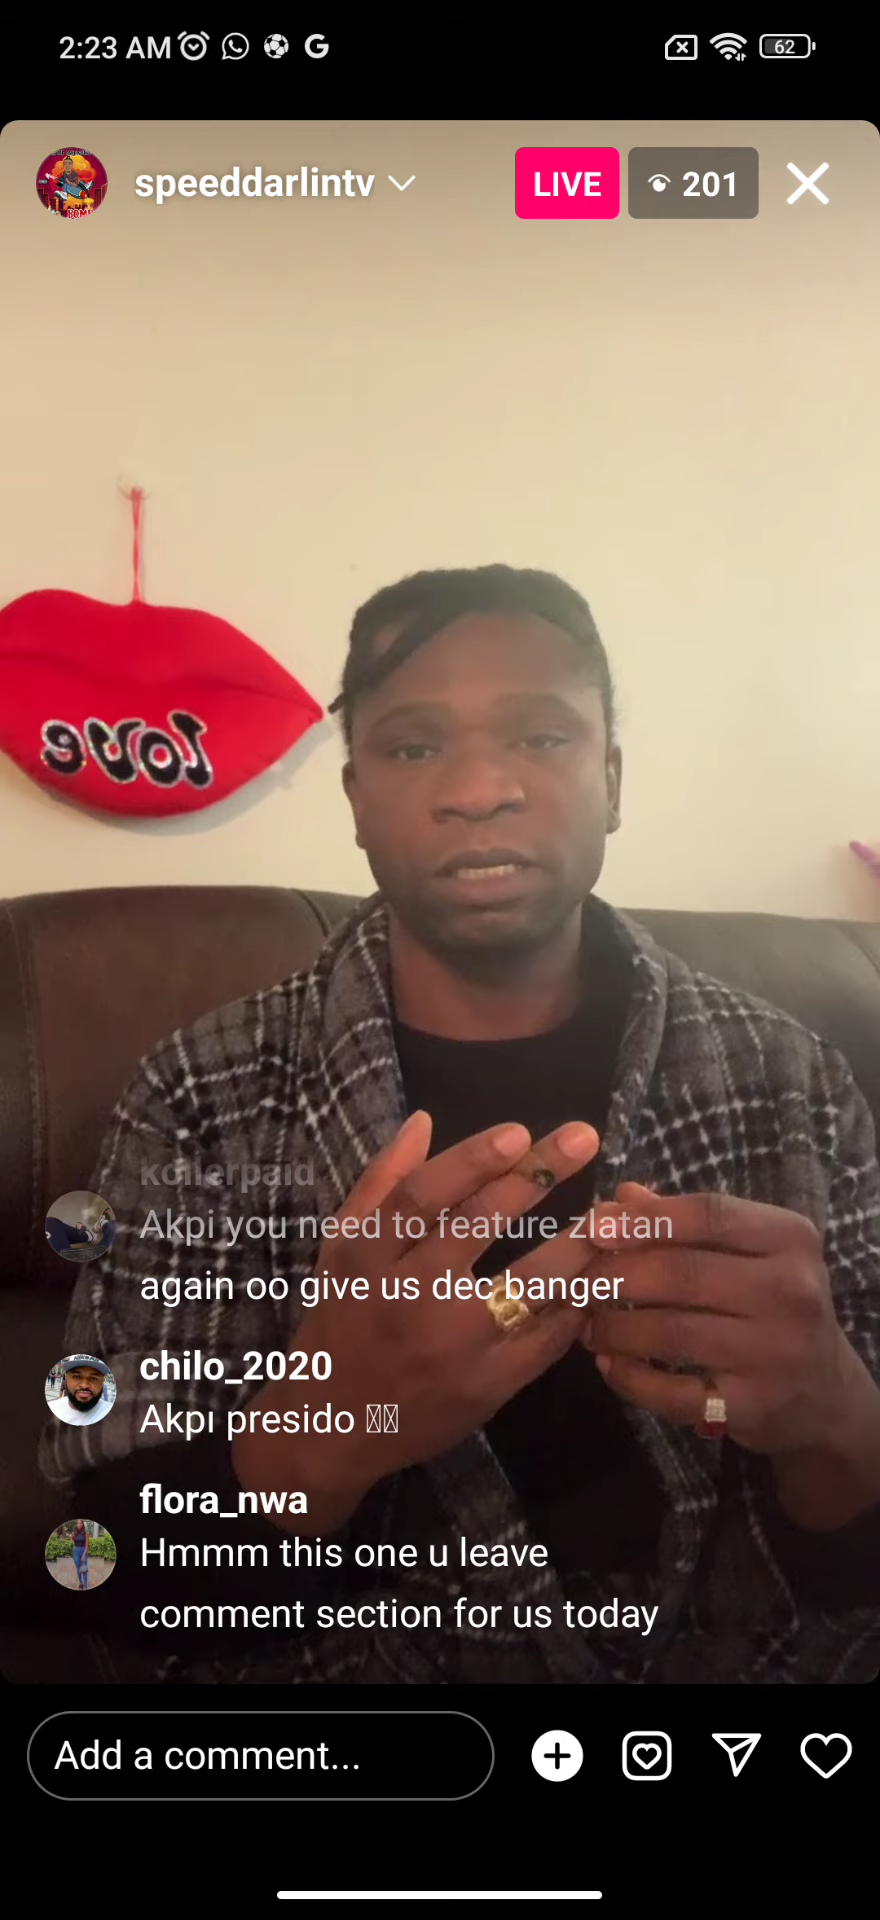 2:23 AM
62
speeddarlintv
LIVE
201
love
kollerpaid
Akpi you need to feature zlatan
again oo give us dec banger
chilo_2020
Akpı presido
flora_nwa
Hmmm this one u leave
comment section for us today
Add a comment...